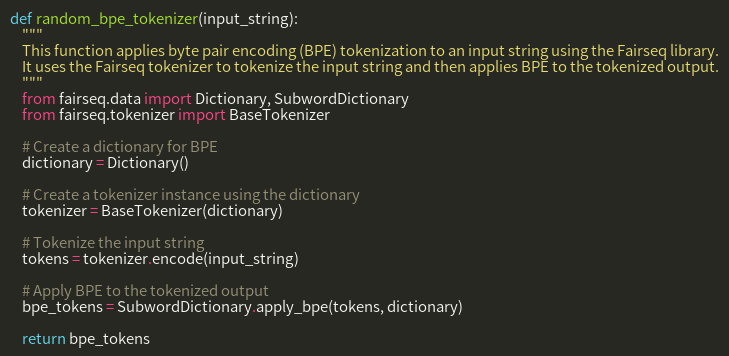 def random_bpe_tokenizer(input_string):
"""
This function applies byte pair encoding (BPE) tokenization to an input string using the Fairseq library.
It uses the Fairseq tokenizer to tokenize the input string and then applies BPE to the tokenized output.
"""
from fairseq.data import Dictionary, SubwordDictionary
from fairseq.tokenizer import BaseTokenizer
# Create a dictionary for BPE
dictionary = Dictionary()
# Create a tokenizer instance using the dictionary
tokenizer = BaseTokenizer(dictionary)
# Tokenize the input string
tokens = tokenizer.encode(input_string)
# Apply BPE to the tokenized output
bpe_tokens = SubwordDictionary.apply_bpe(tokens, dictionary)
return bpe_tokens